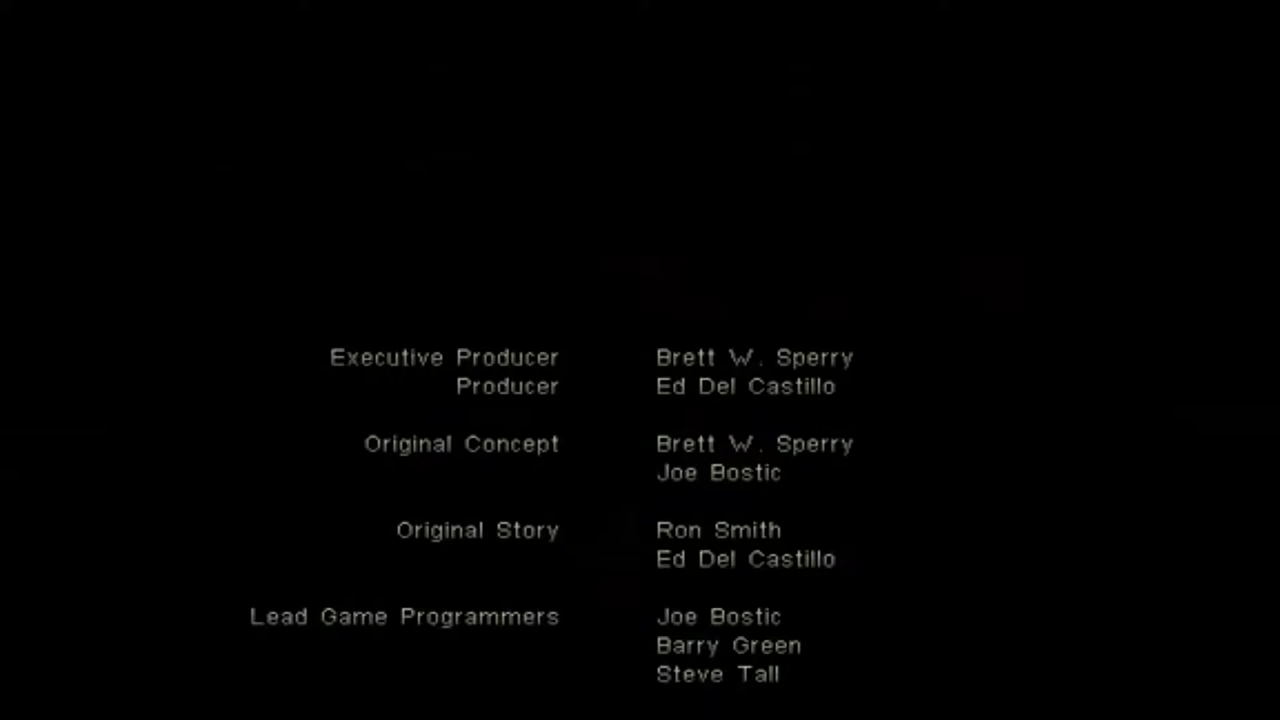 Executive Producer Brett W. Sperry
Producer Ed Del Castillo
Original Concept Brett W. Sperry
Joe Bostic
Original Story Ron Smith
Ed Del Castillo
Lead Game Programmers Joe Bostic
Barry Green
Steve Tall